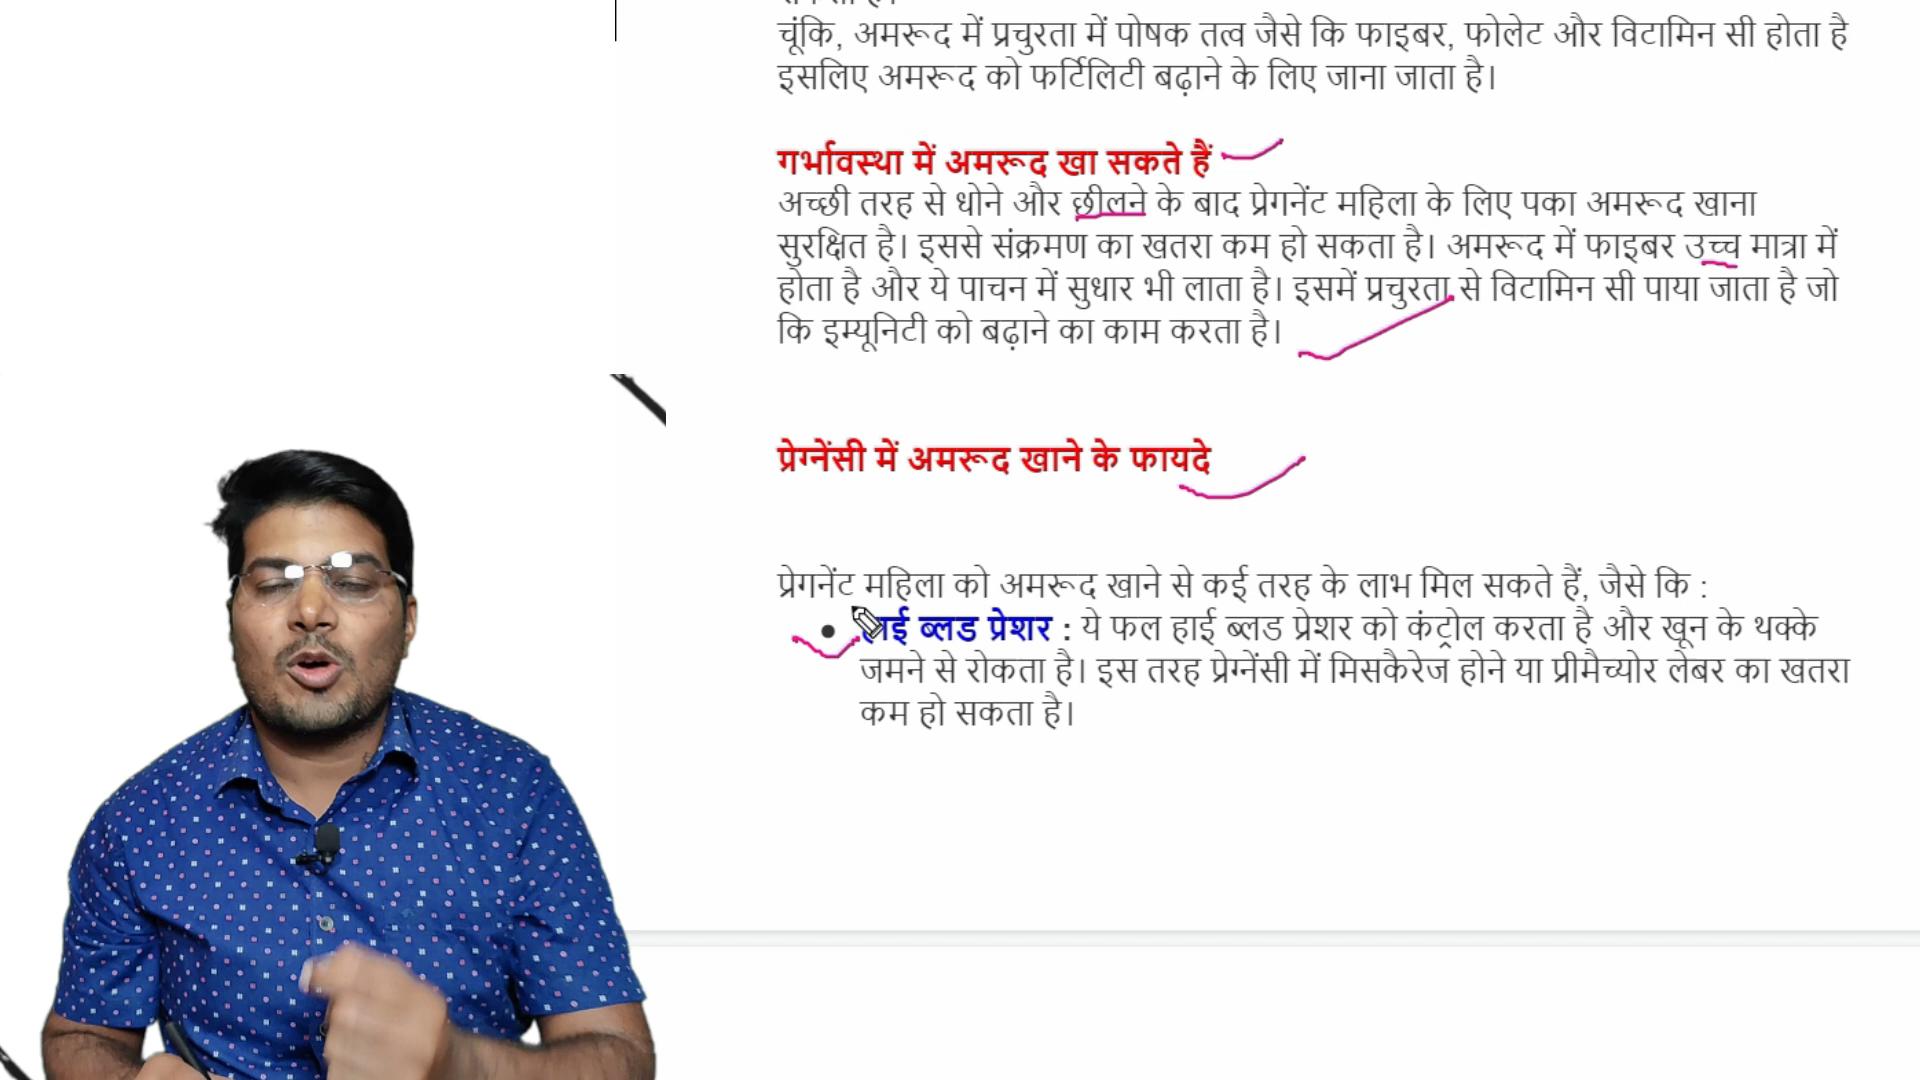 चूंकि, अमरूद में प्रचुरता में पोषक तत्व जैसे कि फाइबर, फोलेट और विटामिन सी होता है
इसलिए अमरूद को फर्टिलिटी बढ़ाने के लिए जाना जाता है।
गर्भावस्था में अमरूद खा सकते हैं
अच्छी तरह से धोने और छीलने के बाद प्रेगनेंट महिला के लिए पका अमरूद खाना
सुरक्षित है। इससे संक्रमण का खतरा कम हो सकता है। अमरूद में फाइबर उच्च मात्रा में
होता है और ये पाचन में सुधार भी लाता है। इसमें प्रचुरता से विटामिन सी पाया जाता है जो
कि इम्यूनिटी को बढ़ाने का काम करता है।
प्रेग्नेंसी में अमरूद खाने के फायदे
प्रेगनेंट महिला को अमरूद खाने से कई तरह के लाभ मिल सकते हैं, जैसे कि :
• हाई ब्लड प्रेशर : ये फल हाई ब्लड प्रेशर को कंट्रोल करता है और खून के थक्के
जमने से रोकता है। इस तरह प्रेग्नेंसी में मिसकैरेज होने या प्रीमैच्योर लेबर का खतरा
कम हो सकता है।